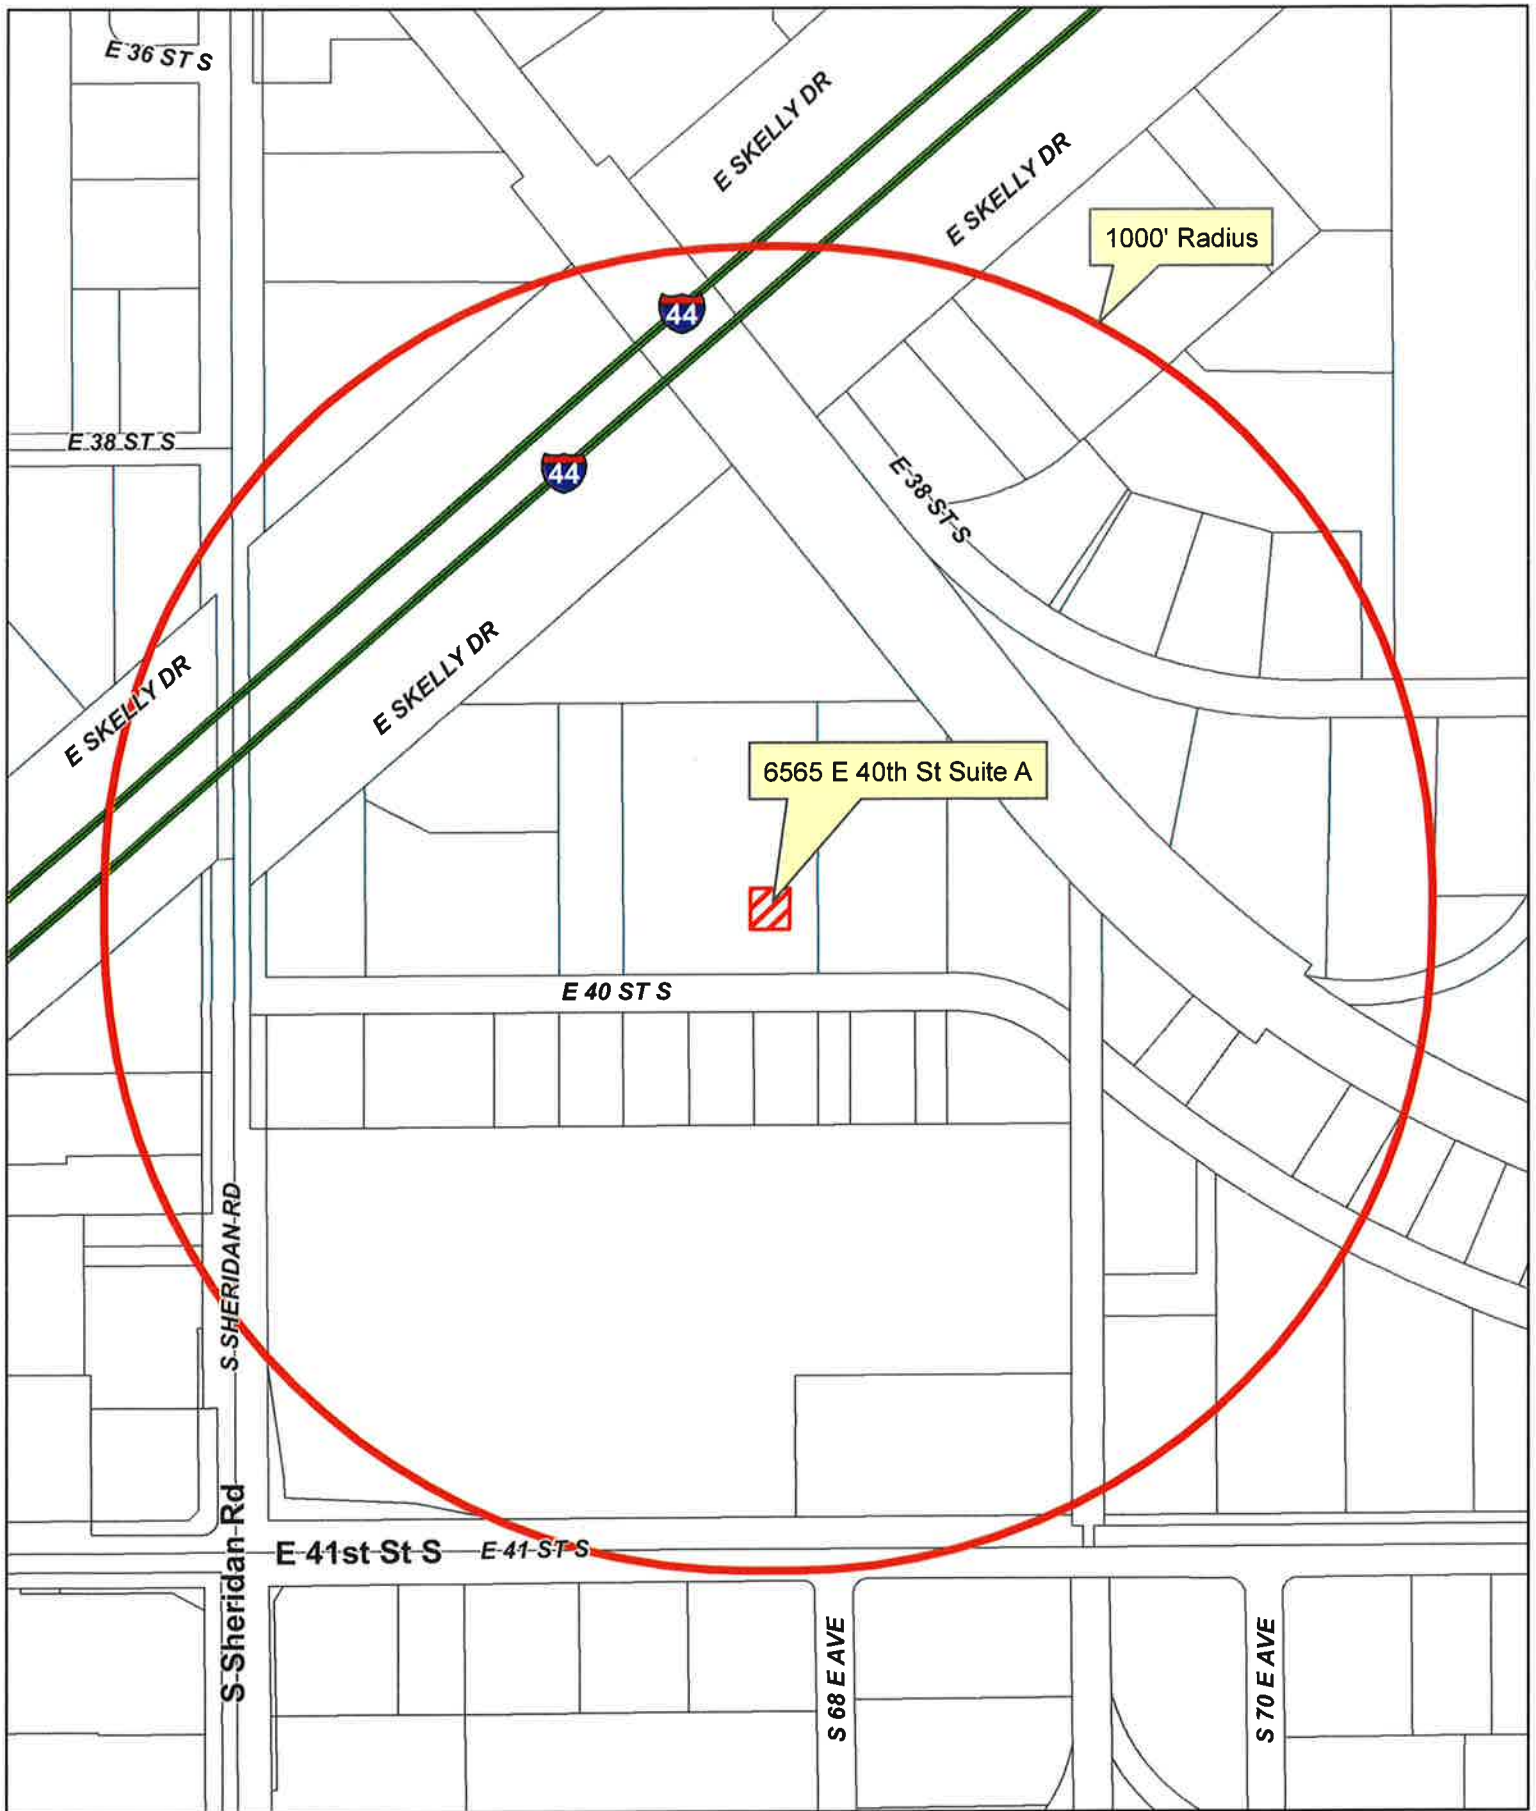 E 36 ST S
E SKELLY DR
E SKELLY DR
1000' Radius
44
E 38 ST S
44
E 38 ST S
E SKELLY DR
E SKELLY DR
6565 E 40th St Suite A
E 40 ST S
S SHERIDAN RD
S Sheridan Rd
E 41st St S
E 41 ST S
S 68 E AVE
S 70 E AVE